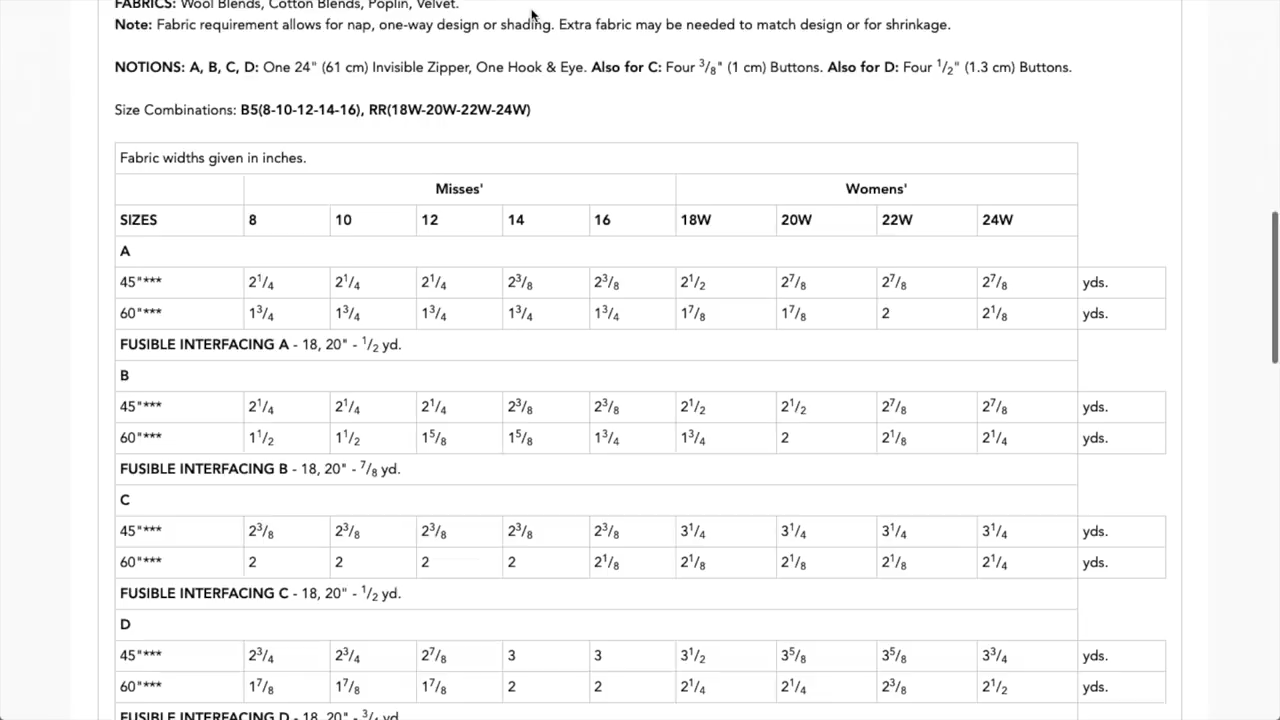 FABRICS: Wool Blends, Cotton Blends, Poplin, Velvet.
Note: Fabric requirement allows for nap, one-way design or shading. Extra fabric may be needed to match design or for shrinkage.
NOTIONS: A, B, C, D: One 24" (61 cm) Invisible Zipper, One Hook & Eye. Also for C: Four 3/8" (1 cm) Buttons. Also for D: Four 1/2" (1.3 cm) Buttons.
Size Combinations: B5(8-10-12-14-16), RR(18W-20W-22W-24W)
Fabric widths given in inches.
Misses' Womens'
SIZES 8 10 12 14 16 18W 20W 22W 24W
A
45"*** 2 1/4 2 1/4 2 1/4 2 3/8 2 3/8 2 1/2 2 7/8 2 7/8 2 7/8 yds.
60"*** 1 3/4 1 3/4 1 3/4 1 3/4 1 3/4 1 7/8 1 7/8 2 2 1/8 yds.
FUSIBLE INTERFACING A - 18, 20" - 1/2 yd.
B
45"*** 2 1/4 2 1/4 2 1/4 2 3/8 2 3/8 2 1/2 2 1/2 2 7/8 2 7/8 yds.
60"*** 1 1/2 1 1/2 1 5/8 1 5/8 1 3/4 1 3/4 2 2 1/8 2 1/4 yds.
FUSIBLE INTERFACING B - 18, 20" - 7/8 yd.
C
45"*** 2 3/8 2 3/8 2 3/8 2 3/8 2 3/8 3 1/4 3 1/4 3 1/4 3 1/4 yds.
60"*** 2 2 2 2 2 1/8 2 1/8 2 1/8 2 1/8 2 1/4 yds.
FUSIBLE INTERFACING C - 18, 20" - 1/2 yd.
D
45"*** 2 3/4 2 3/4 2 7/8 3 3 3 1/2 3 5/8 3 5/8 3 3/4 yds.
60"*** 1 7/8 1 7/8 1 7/8 2 2 2 1/4 2 1/4 2 3/8 2 1/2 yds.
FUSIBLE INTERFACING D - 18, 20" - 3/4 yd.